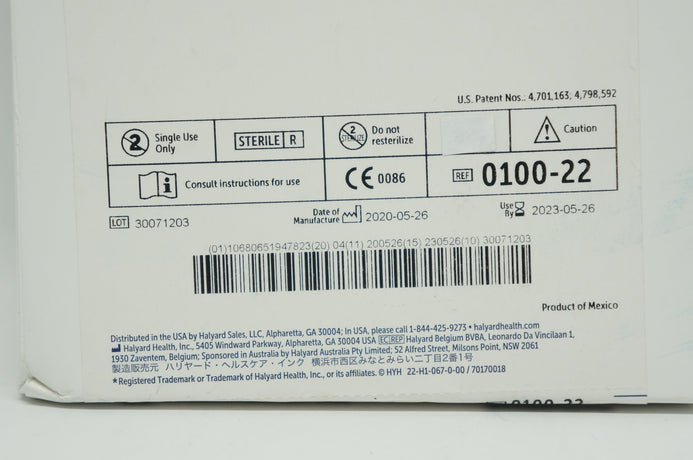 U.S. Patent Nos.: 4,701,163; 4,798,592
2 Single Use Only
STERILE R
2 STERILIZE Do not resterilize
Caution
i Consult instructions for use
CE 0086
REF 0100-22
LOT 30071203
Date of Manufacture 2020-05-26
Use By 2023-05-26
(01)10680651947823(20) 04(11) 200526(15) 230526(10) 30071203
Product of Mexico
Distributed in the USA by Halyard Sales, LLC, Alpharetta, GA 30004; In USA, please call 1-844-425-9273 • halyardhealth.com
Halyard Health, Inc., 5405 Windward Parkway, Alpharetta, GA 30004 USA EC REP Halyard Belgium BVBA, Leonardo Da Vincilaan 1,
1930 Zaventem, Belgium; Sponsored in Australia by Halyard Australia Pty Limited; 52 Alfred Street, Milsons Point, NSW 2061
製造販売元 ハリヤード・ヘルスケア・インク 横浜市西区みなとみらい二丁目2番1号
*Registered Trademark or Trademark of Halyard Health, Inc., or its affiliates. © HYH 22-H1-067-0-00 / 70170018